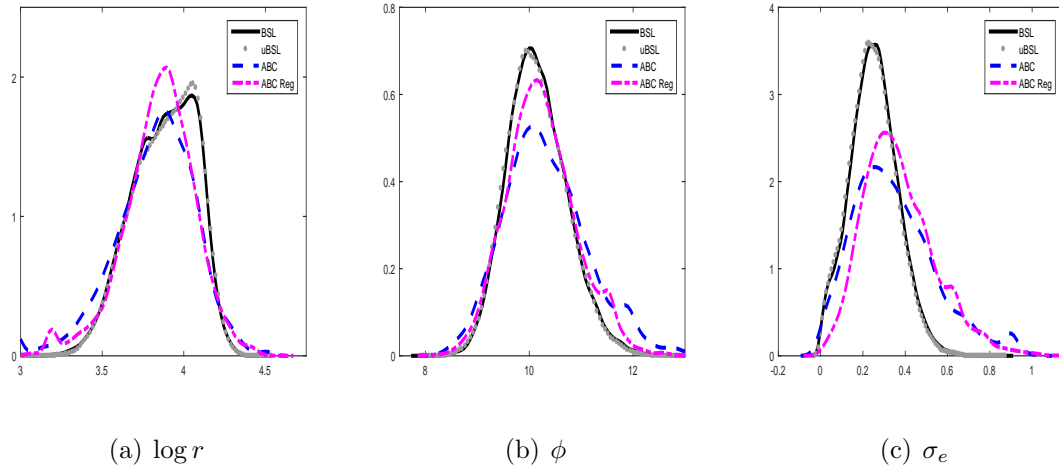 BSL
uBSL
ABC
ABC Reg
2
1
0
3 3.5 4 4.5
(a) log r
BSL
uBSL
ABC
ABC Reg
0.8
0.6
0.4
0.2
0
8 10 12
(b) ϕ
BSL
uBSL
ABC
ABC Reg
4
3
2
1
0
-0.2 0 0.2 0.4 0.6 0.8 1
(c) σₑ